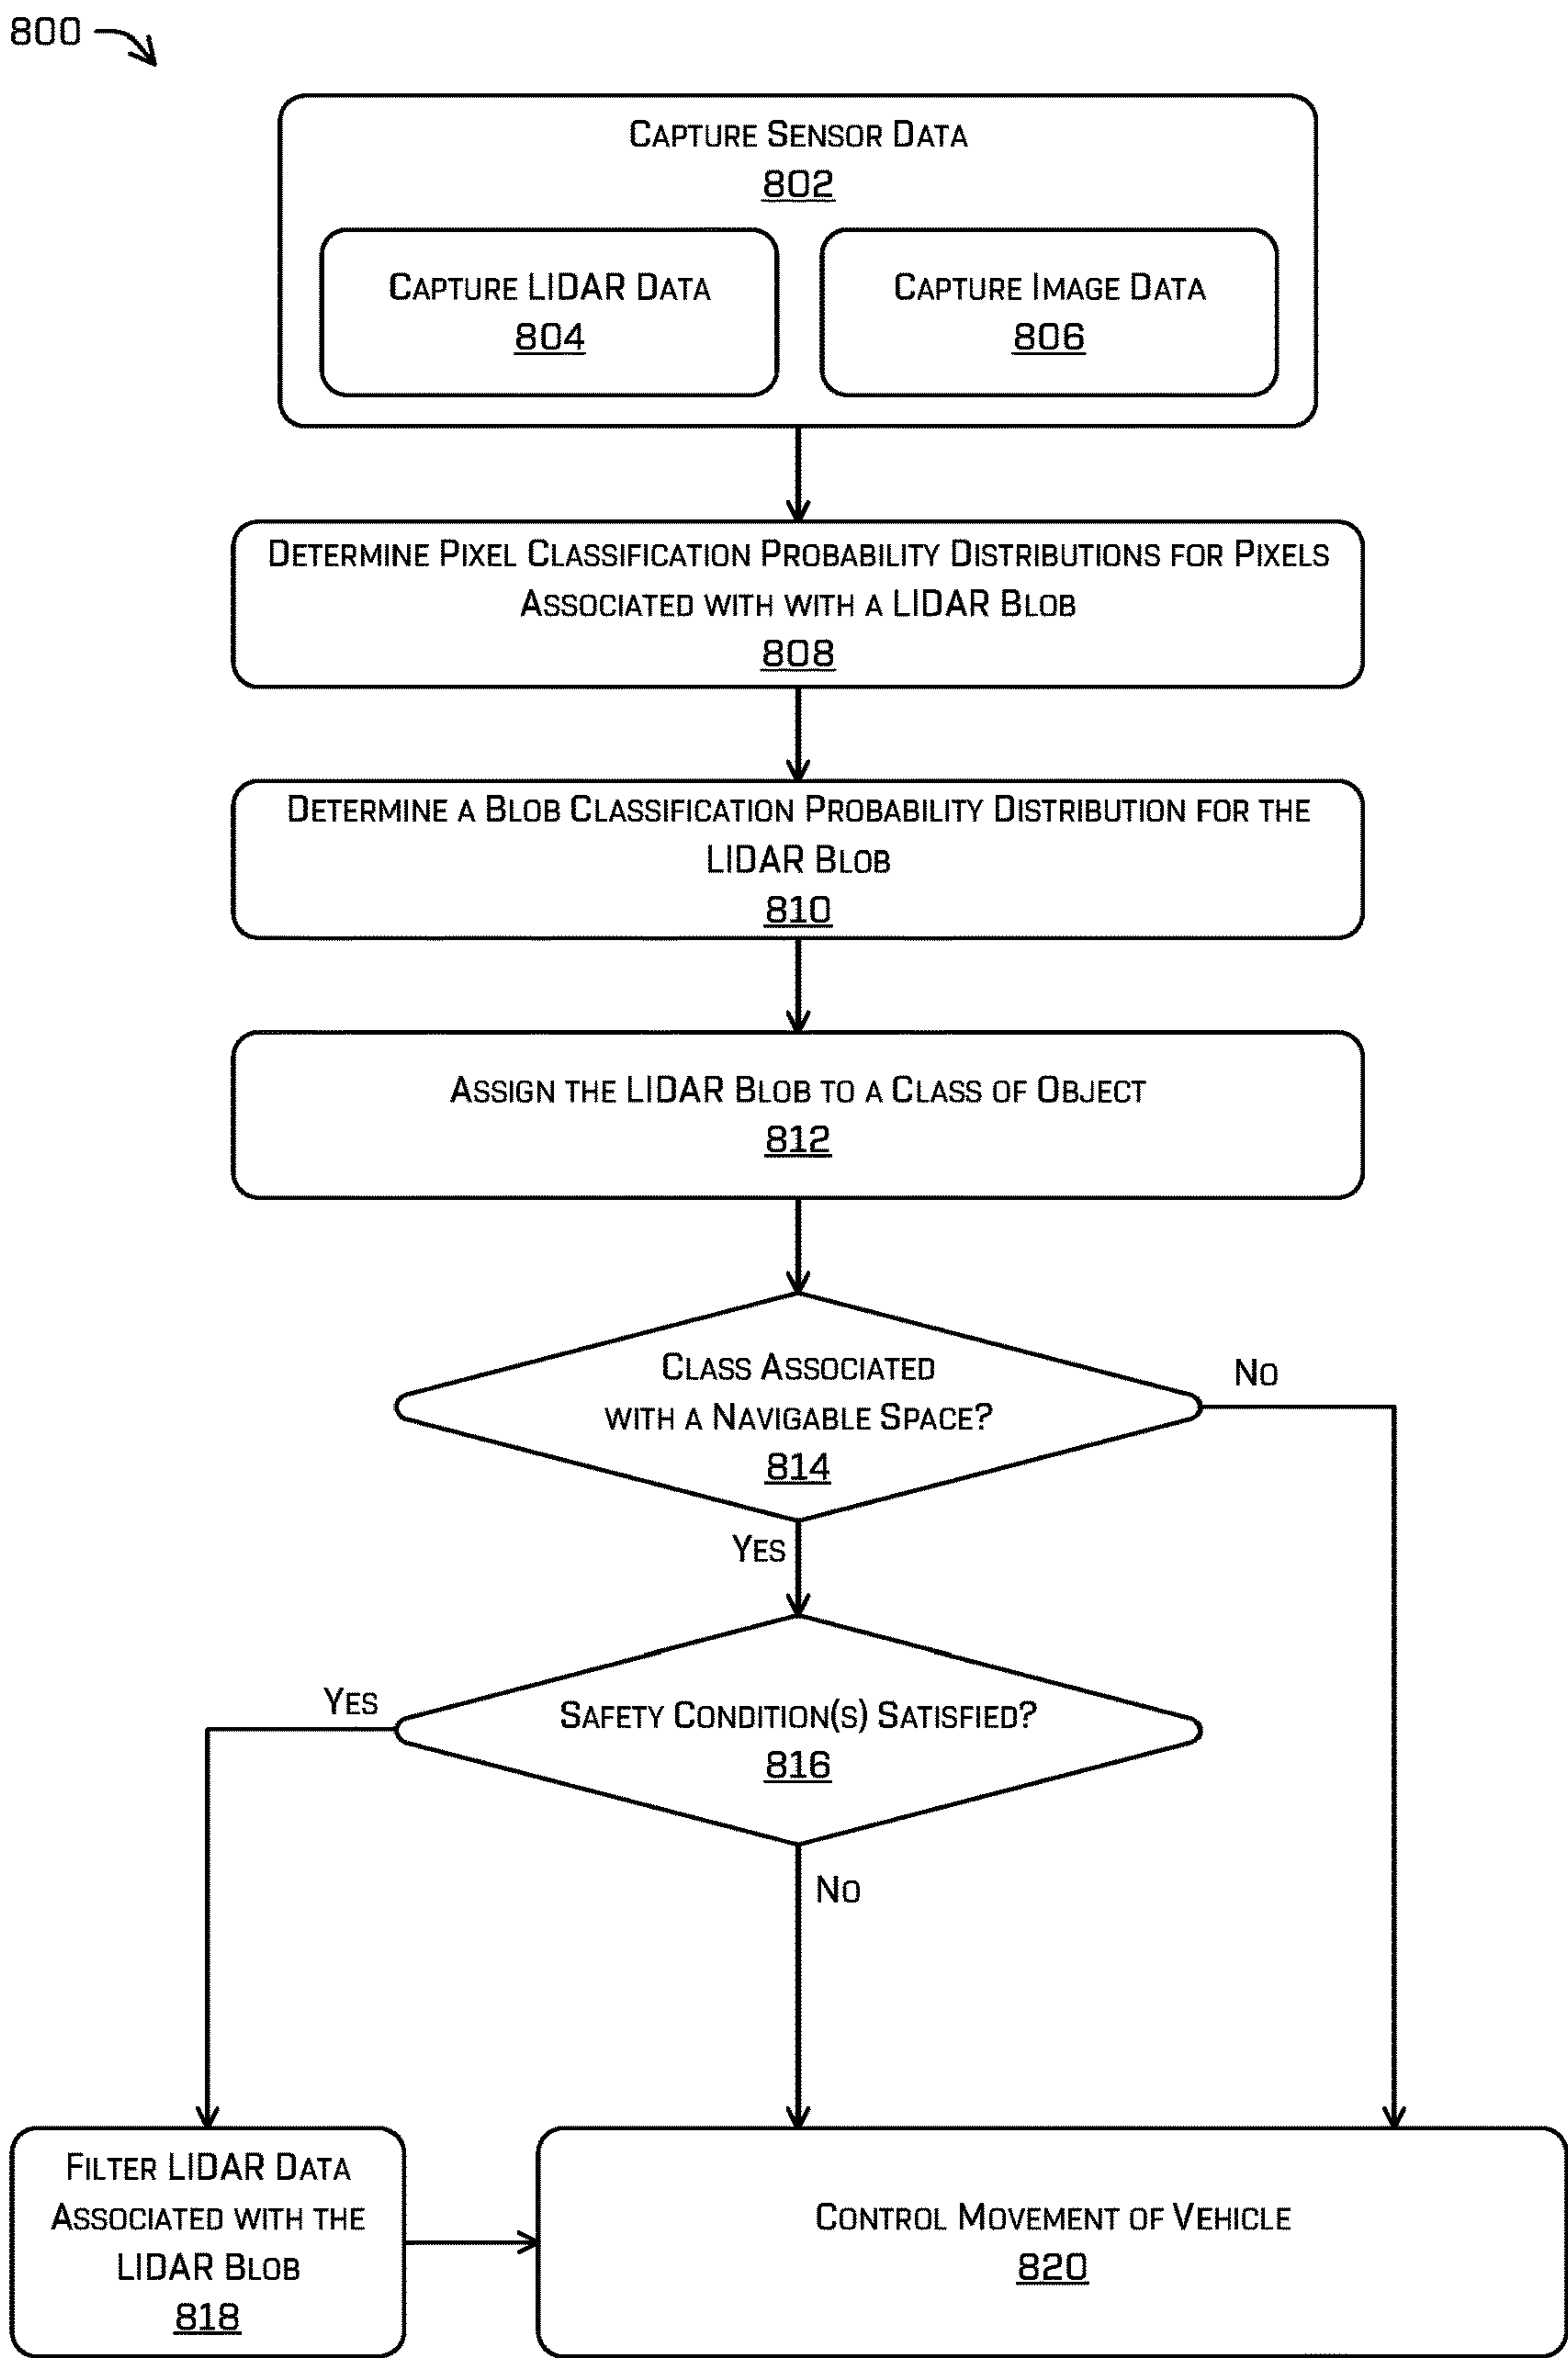 800
CAPTURE SENSOR DATA
802
CAPTURE LIDAR DATA
804
CAPTURE IMAGE DATA
806
DETERMINE PIXEL CLASSIFICATION PROBABILITY DISTRIBUTIONS FOR PIXELS
ASSOCIATED WITH WITH A LIDAR BLOB
808
DETERMINE A BLOB CLASSIFICATION PROBABILITY DISTRIBUTION FOR THE
LIDAR BLOB
810
ASSIGN THE LIDAR BLOB TO A CLASS OF OBJECT
812
CLASS ASSOCIATED
WITH A NAVIGABLE SPACE?
814
NO
YES
SAFETY CONDITION(S) SATISFIED?
816
YES
NO
FILTER LIDAR DATA
ASSOCIATED WITH THE
LIDAR BLOB
818
CONTROL MOVEMENT OF VEHICLE
820